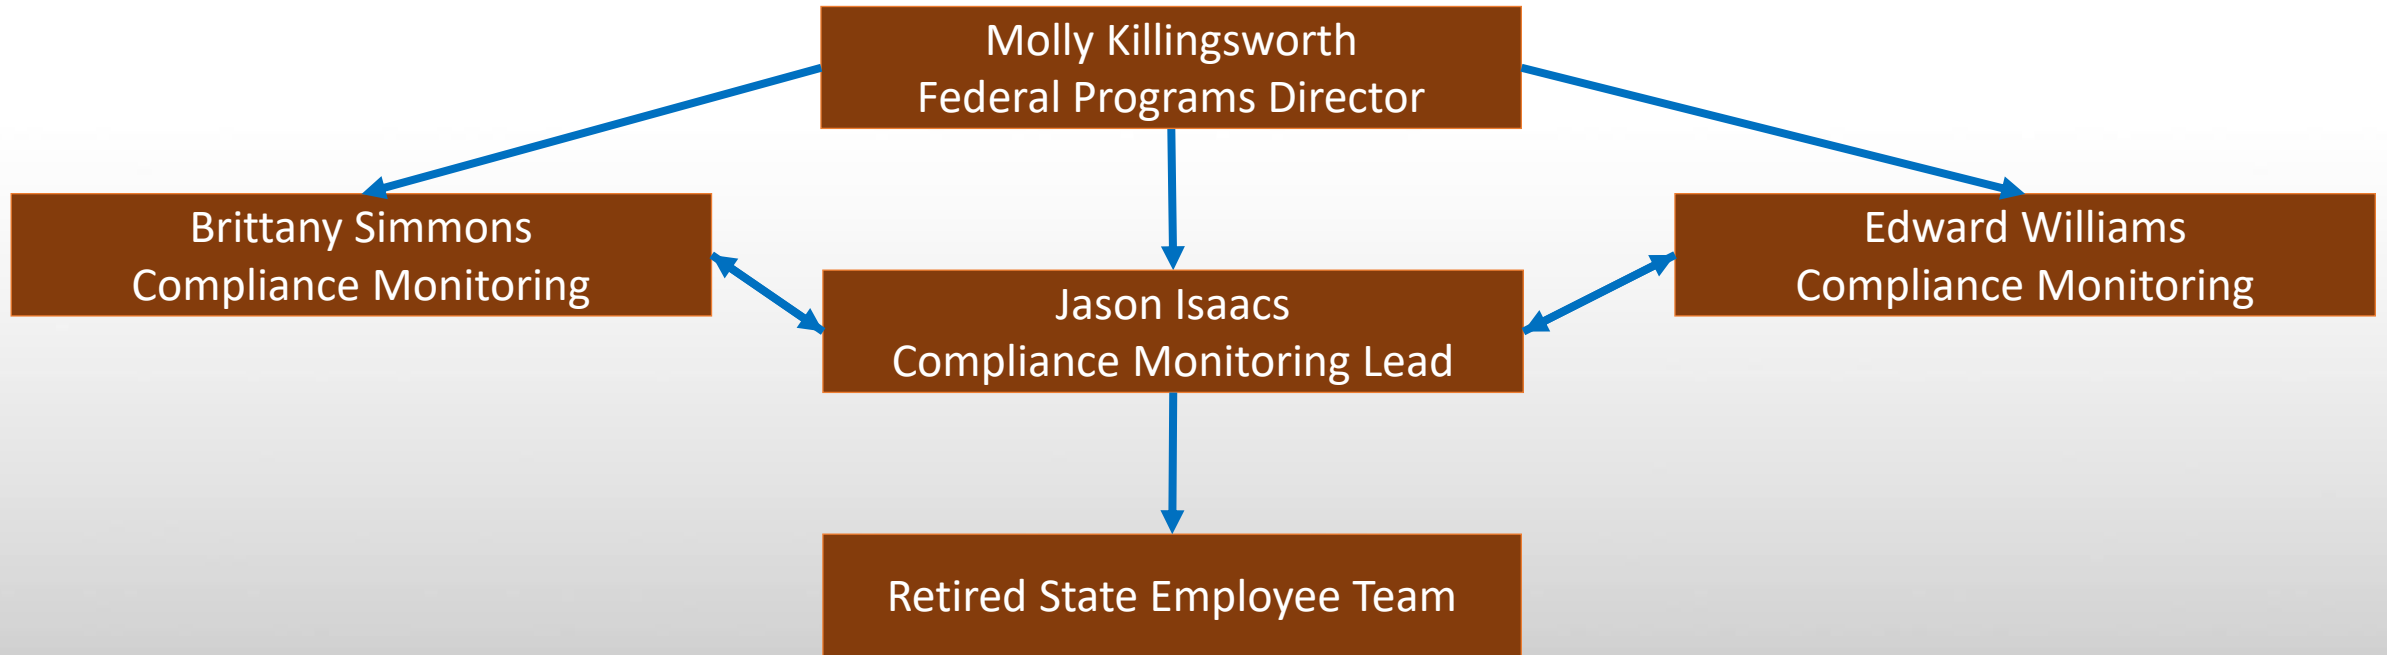 Molly Killingsworth
Federal Programs Director
Brittany Simmons
Compliance Monitoring
Edward Williams
Compliance Monitoring
Jason Isaacs
Compliance Monitoring Lead
Retired State Employee Team